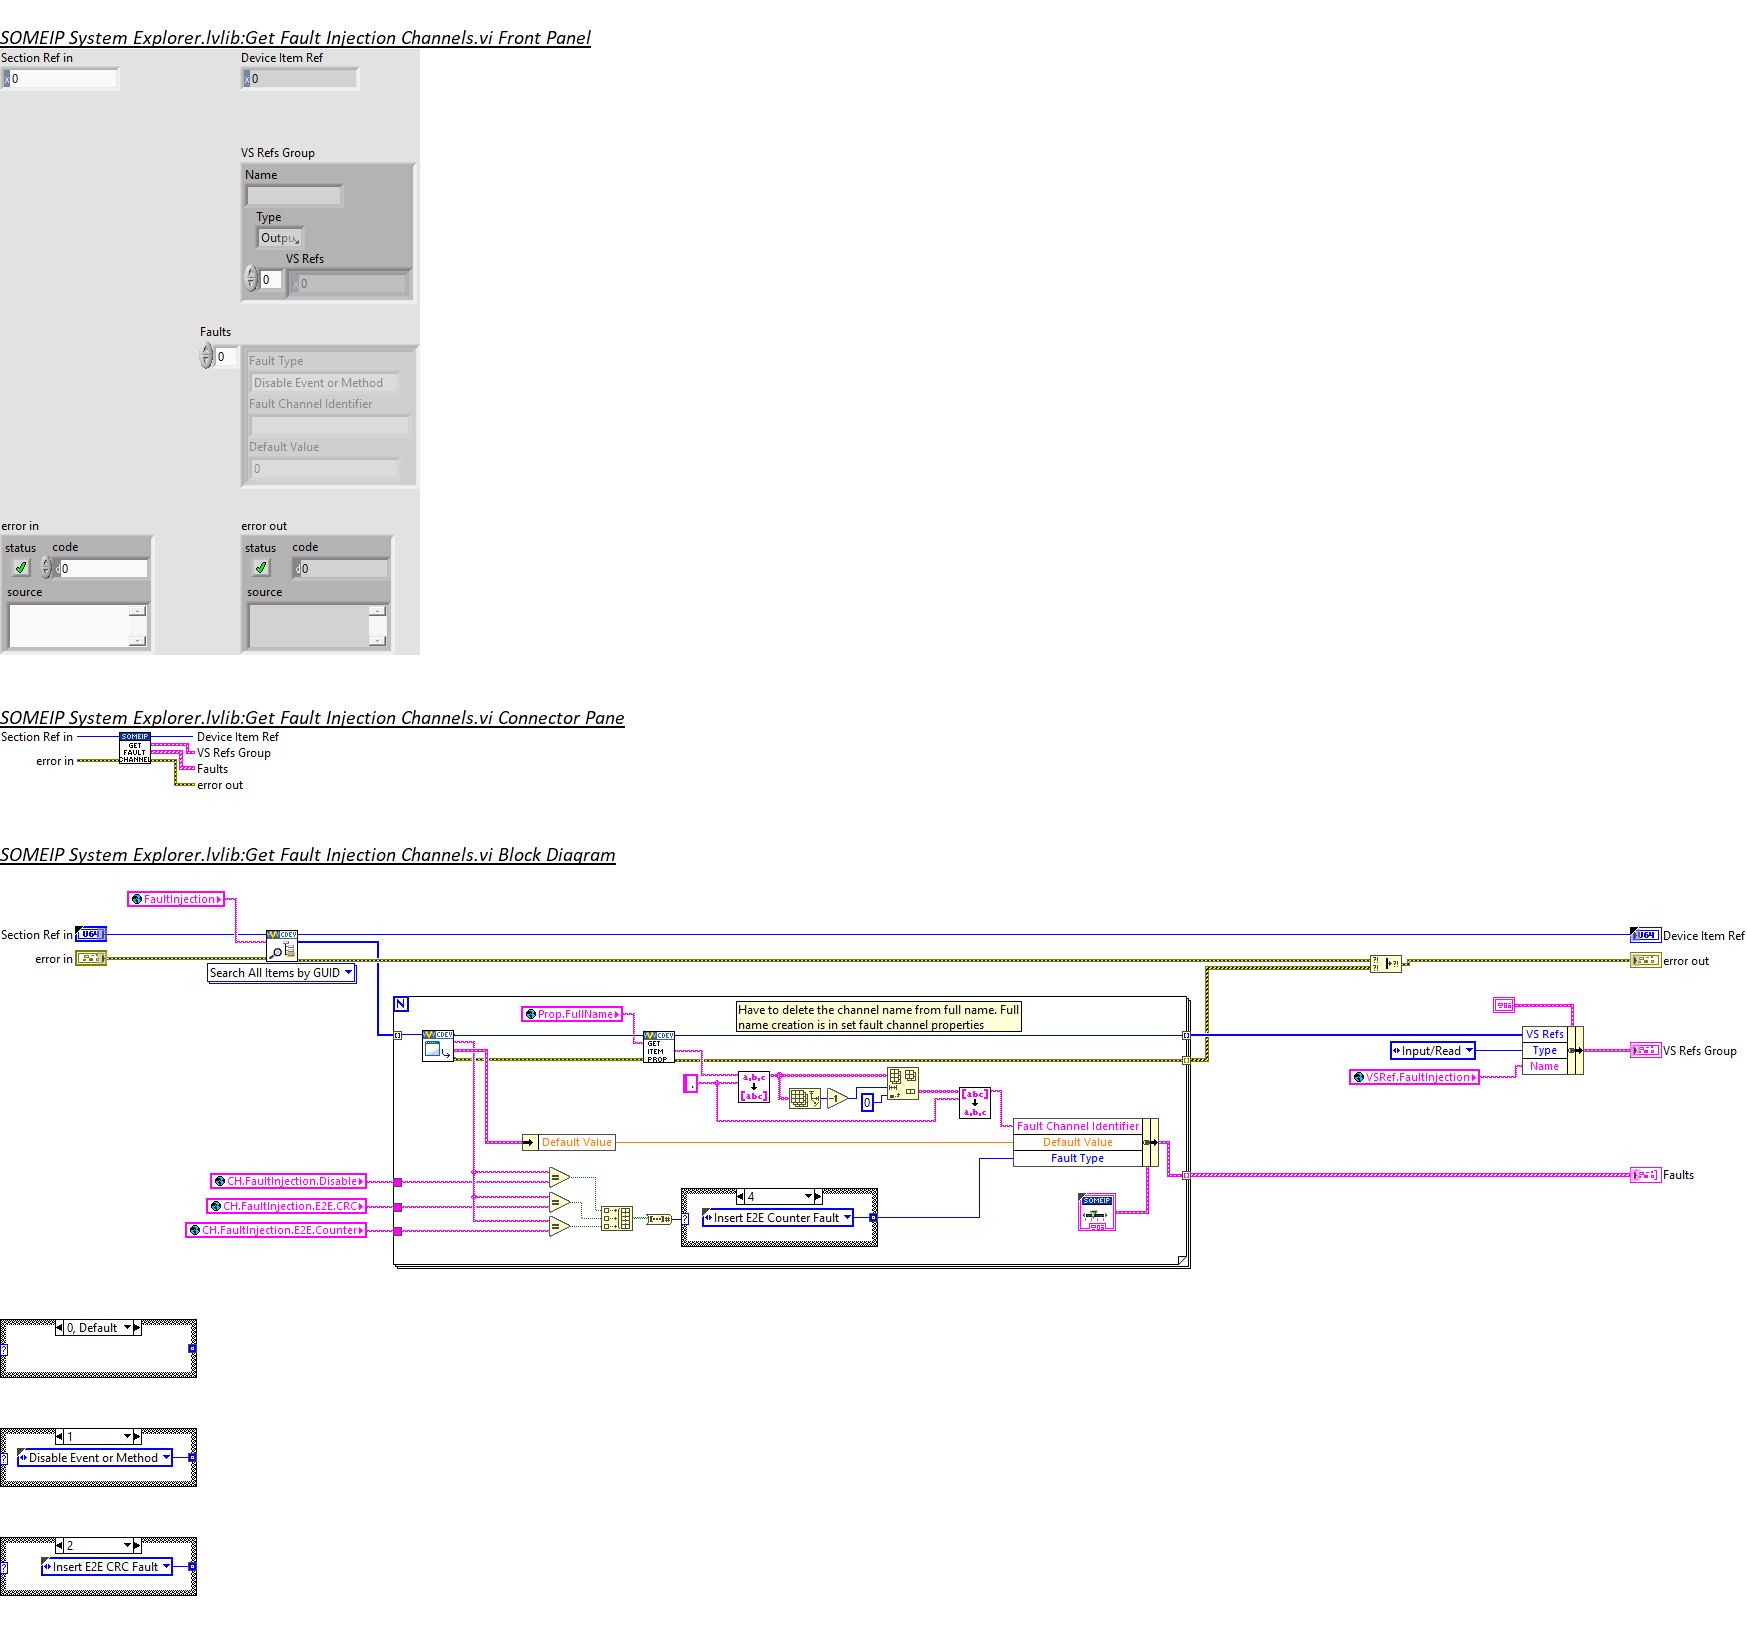 SOMEIP System Explorer.lvlib:Get Fault Injection Channels.vi Front Panel
Section Ref in
Device Item Ref
x 0
x 0
VS Refs Group
Name
Type
Outpu
VS Refs
0
x 0
Faults
0
Fault Type
Disable Event or Method
Fault Channel Identifier
Default Value
0
error in
error out
status code
status code
d 0
d 0
source
source
SOMEIP System Explorer.lvlib:Get Fault Injection Channels.vi Connector Pane
Section Ref in
SOMEIP
GET
FAULT
CHANNEL
Device Item Ref
VS Refs Group
error in
Faults
error out
SOMEIP System Explorer.lvlib:Get Fault Injection Channels.vi Block Diagram
FaultInjection
Section Ref in
U64
CDEV
U64
Device Item Ref
error in
error out
Search All Items by GUID
N
Prop.FullName
Have to delete the channel name from full name. Full
name creation is in set fault channel properties
CDEV
CDEV
GET
ITEM
PROP
VS Refs
Input/Read
Type
VS Refs Group
VSRef.FaultInjection
Name
.
a,b,c
[abc]
-1
0
[abc]
a,b,c
Fault Channel Identifier
Default Value
Default Value
Fault Type
CH.FaultInjection.Disable
Faults
CH.FaultInjection.E2E.CRC
CH.FaultInjection.E2E.Counter
=
=
=
4
Insert E2E Counter Fault
SOMEIP
0, Default
1
Disable Event or Method
2
Insert E2E CRC Fault